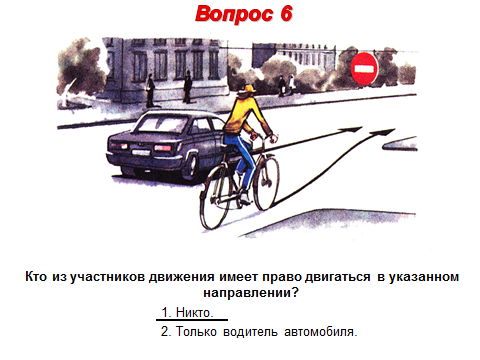 Вопрос 6
Кто из участников движения имеет право двигаться в указанном
направлении?
1. Никто.
2. Только водитель автомобиля.